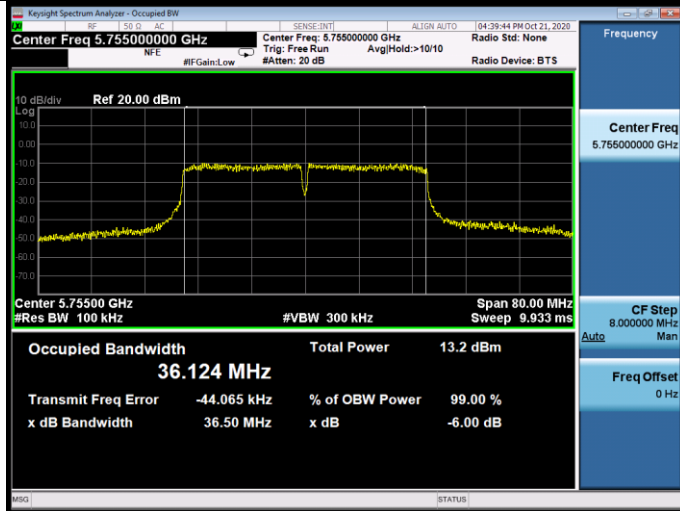 Keysight Spectrum Analyzer - Occupied BW
RF 50 Ω AC SENSE:INT ALIGN AUTO 04:39:44 PM Oct 21, 2020
Center Freq 5.755000000 GHz
Center Freq: 5.755000000 GHz
Radio Std: None
NFE
Trig: Free Run Avg|Hold:>10/10
#IFGain:Low
#Atten: 20 dB
Radio Device: BTS
10 dB/div Ref 20.00 dBm
Log
10.0
0.00
-10.0
-20.0
-30.0
-40.0
-50.0
-60.0
-70.0
Center 5.75500 GHz Span 80.00 MHz
#Res BW 100 kHz #VBW 300 kHz Sweep 9.933 ms
Occupied Bandwidth Total Power 13.2 dBm
36.124 MHz
Transmit Freq Error -44.065 kHz % of OBW Power 99.00 %
x dB Bandwidth 36.50 MHz x dB -6.00 dB
MSG STATUS
Frequency
Center Freq
5.755000000 GHz
CF Step
8.000000 MHz
Auto Man
Freq Offset
0 Hz